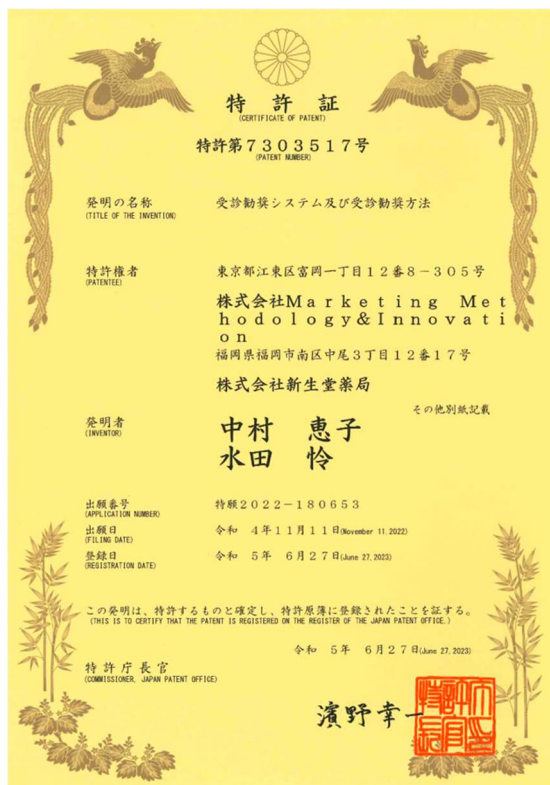 特許証
(CERTIFICATE OF PATENT)
特許第7303517号
(PATENT NUMBER)
発明の名称
(TITLE OF THE INVENTION)
受診勧奨システム及び受診勧奨方法
特許権者
(PATENTEE)
東京都江東区富岡一丁目12番8-305号
株式会社Marketing Met
hodology&Innovati
on
福岡県福岡市南区中尾3丁目12番17号
株式会社新生堂薬局
その他別紙記載
発明者
(INVENTOR)
中村 恵子
水田 怜
出願番号
(APPLICATION NUMBER)
特願2022-180653
出願日
(FILING DATE)
令和 4年11月11日(November 11,2022)
登録日
(REGISTRATION DATE)
令和 5年 6月27日(June 27,2023)
この発明は、特許するものと確定し、特許原簿に登録されたことを証する。
(THIS IS TO CERTIFY THAT THE PATENT IS REGISTERED ON THE REGISTER OF THE JAPAN PATENT OFFICE.)
令和 5年 6月27日(June 27,2023)
特許庁長官
(COMMISSIONER, JAPAN PATENT OFFICE)
濱野幸一